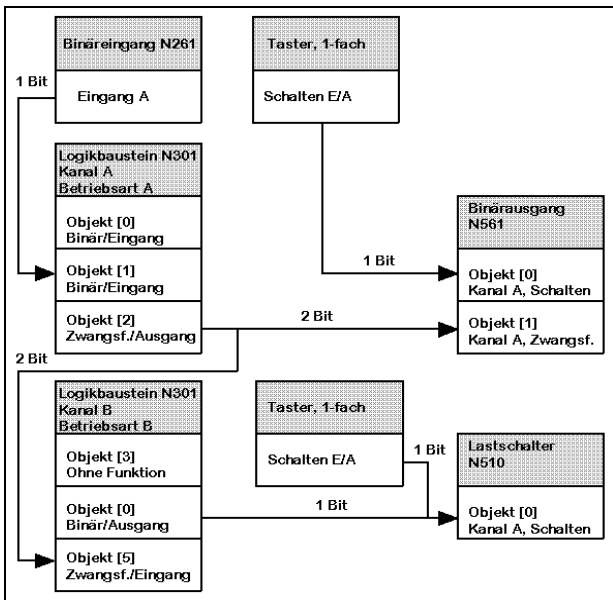 Binäreingang N261
1 Bit
Eingang A
Taster, 1-fach
Schalten E/A
Logikbaustein N301
Kanal A
Betriebsart A
Objekt [0]
Binär/Eingang
Objekt [1]
Binär/Eingang
Objekt [2]
Zwangsf./Ausgang
Binärausgang
N561
1 Bit
Objekt [0]
Kanal A, Schalten
2 Bit
Objekt [1]
Kanal A, Zwangsf.
2 Bit
Logikbaustein N301
Kanal B
Betriebsart B
Objekt [3]
Ohne Funktion
Objekt [0]
Binär/Ausgang
Objekt [5]
Zwangsf./Eingang
Taster, 1-fach
Schalten E/A
1 Bit
1 Bit
Lastschalter
N510
Objekt [0]
Kanal A, Schalten